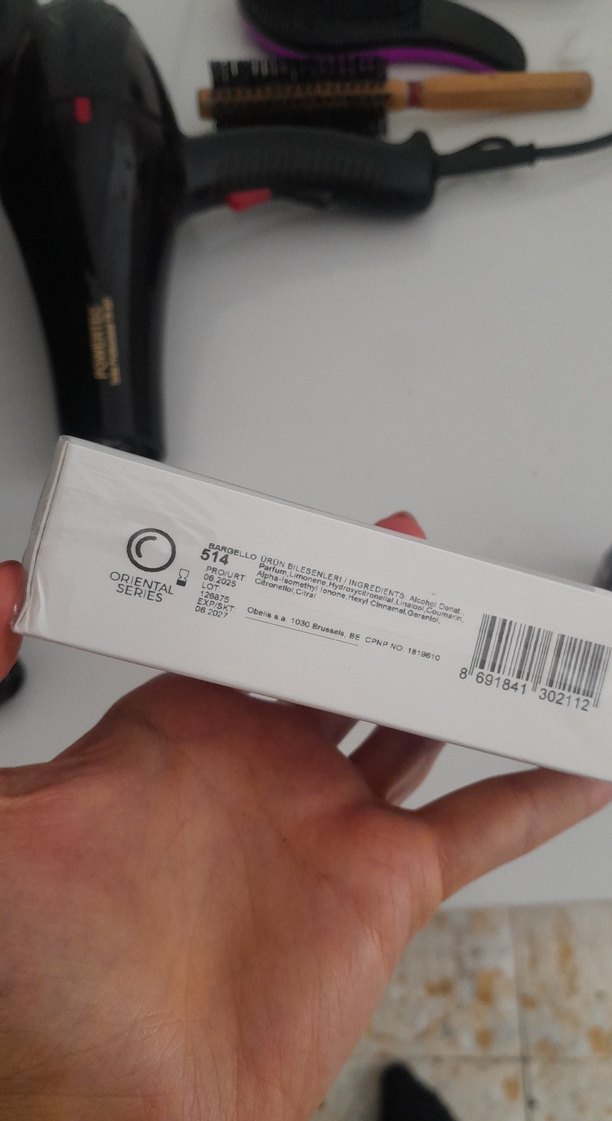 POWERTEC
ORIENTAL
SERIES
BARGELLO
514
PRO/ÜRT:
06.2025
LOT:
126875
EXP/SKT:
06.2027
ÜRÜN BİLEŞENLERİ / INGREDIENTS: Alcohol Denat.,
Parfum, Limonene, Hydroxycitronellal, Linalool, Coumarin,
Alpha-Isomethyl Ionone, Hexyl Cinnamal, Geraniol,
Citronellol, Citral
Obelis s.a. 1030 Brussels, BE CPNP NO: 1819610
8 691841 302112